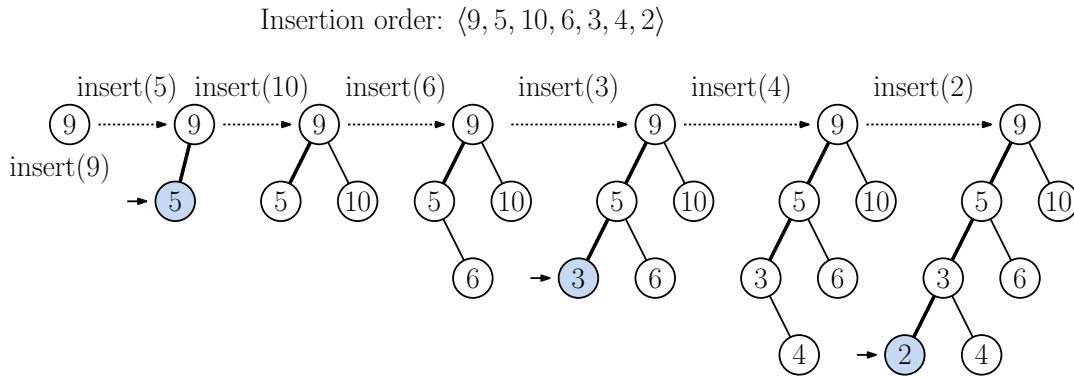 Insertion order: ⟨9, 5, 10, 6, 3, 4, 2⟩
insert(5) insert(10) insert(6) insert(3) insert(4) insert(2)
9 9 9 9 9 9 9
insert(9)
5 5 10 5 10 5 10 5 10 5 10
6 3 6 3 6 3 6
4 2 4